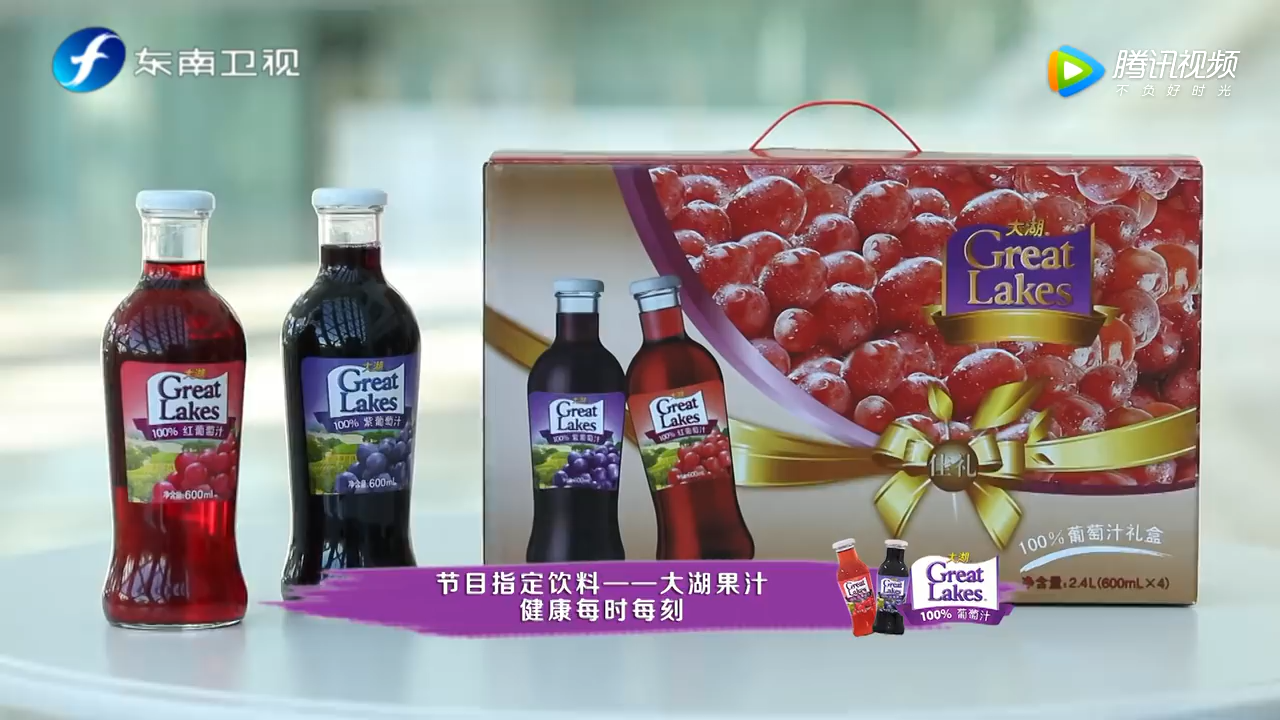 东南卫视
腾讯视频
不负好时光
大湖
Great
Lakes
100% 红葡萄汁
净含量:600mL
大湖
Great
Lakes
100% 紫葡萄汁
净含量:600mL
大湖
Great
Lakes
100% 紫葡萄汁
大湖
Great
Lakes
100% 红葡萄汁
大湖
Great
Lakes
佳礼
100%葡萄汁礼盒
净含量:2.4L(600mL×4)
节目指定饮料——大湖果汁
健康每时每刻
大湖
Great
Lakes
100% 葡萄汁